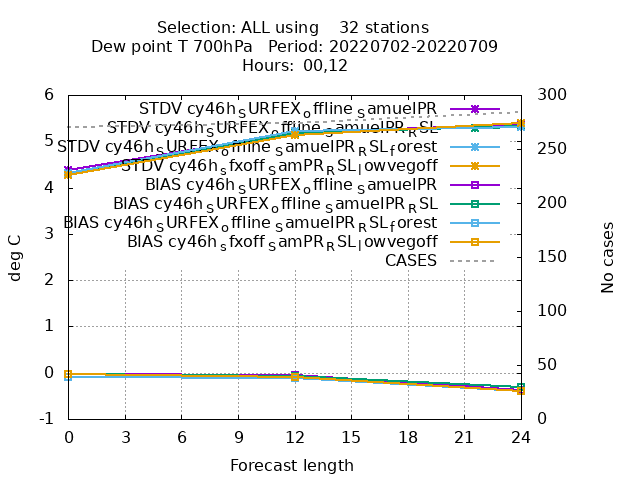 Selection: ALL using 32 stations
Dew point T 700hPa Period: 20220702-20220709
Hours: 00,12
STDV cy46h_SURFEX_offline_SamuelPR
STDV cy46h_SURFEX_offline_SamuelPR_RSL
STDV cy46h_SURFEX_offline_SamuelPR_RSL_forest
STDV cy46h_sfxoff_SamPR_RSL_lowvegoff
BIAS cy46h_SURFEX_offline_SamuelPR
BIAS cy46h_SURFEX_offline_SamuelPR_RSL
BIAS cy46h_SURFEX_offline_SamuelPR_RSL_forest
BIAS cy46h_sfxoff_SamPR_RSL_lowvegoff
CASES
deg C
6
5
4
3
2
1
0
-1
No cases
300
250
200
150
100
50
0
0 3 6 9 12 15 18 21 24
Forecast length